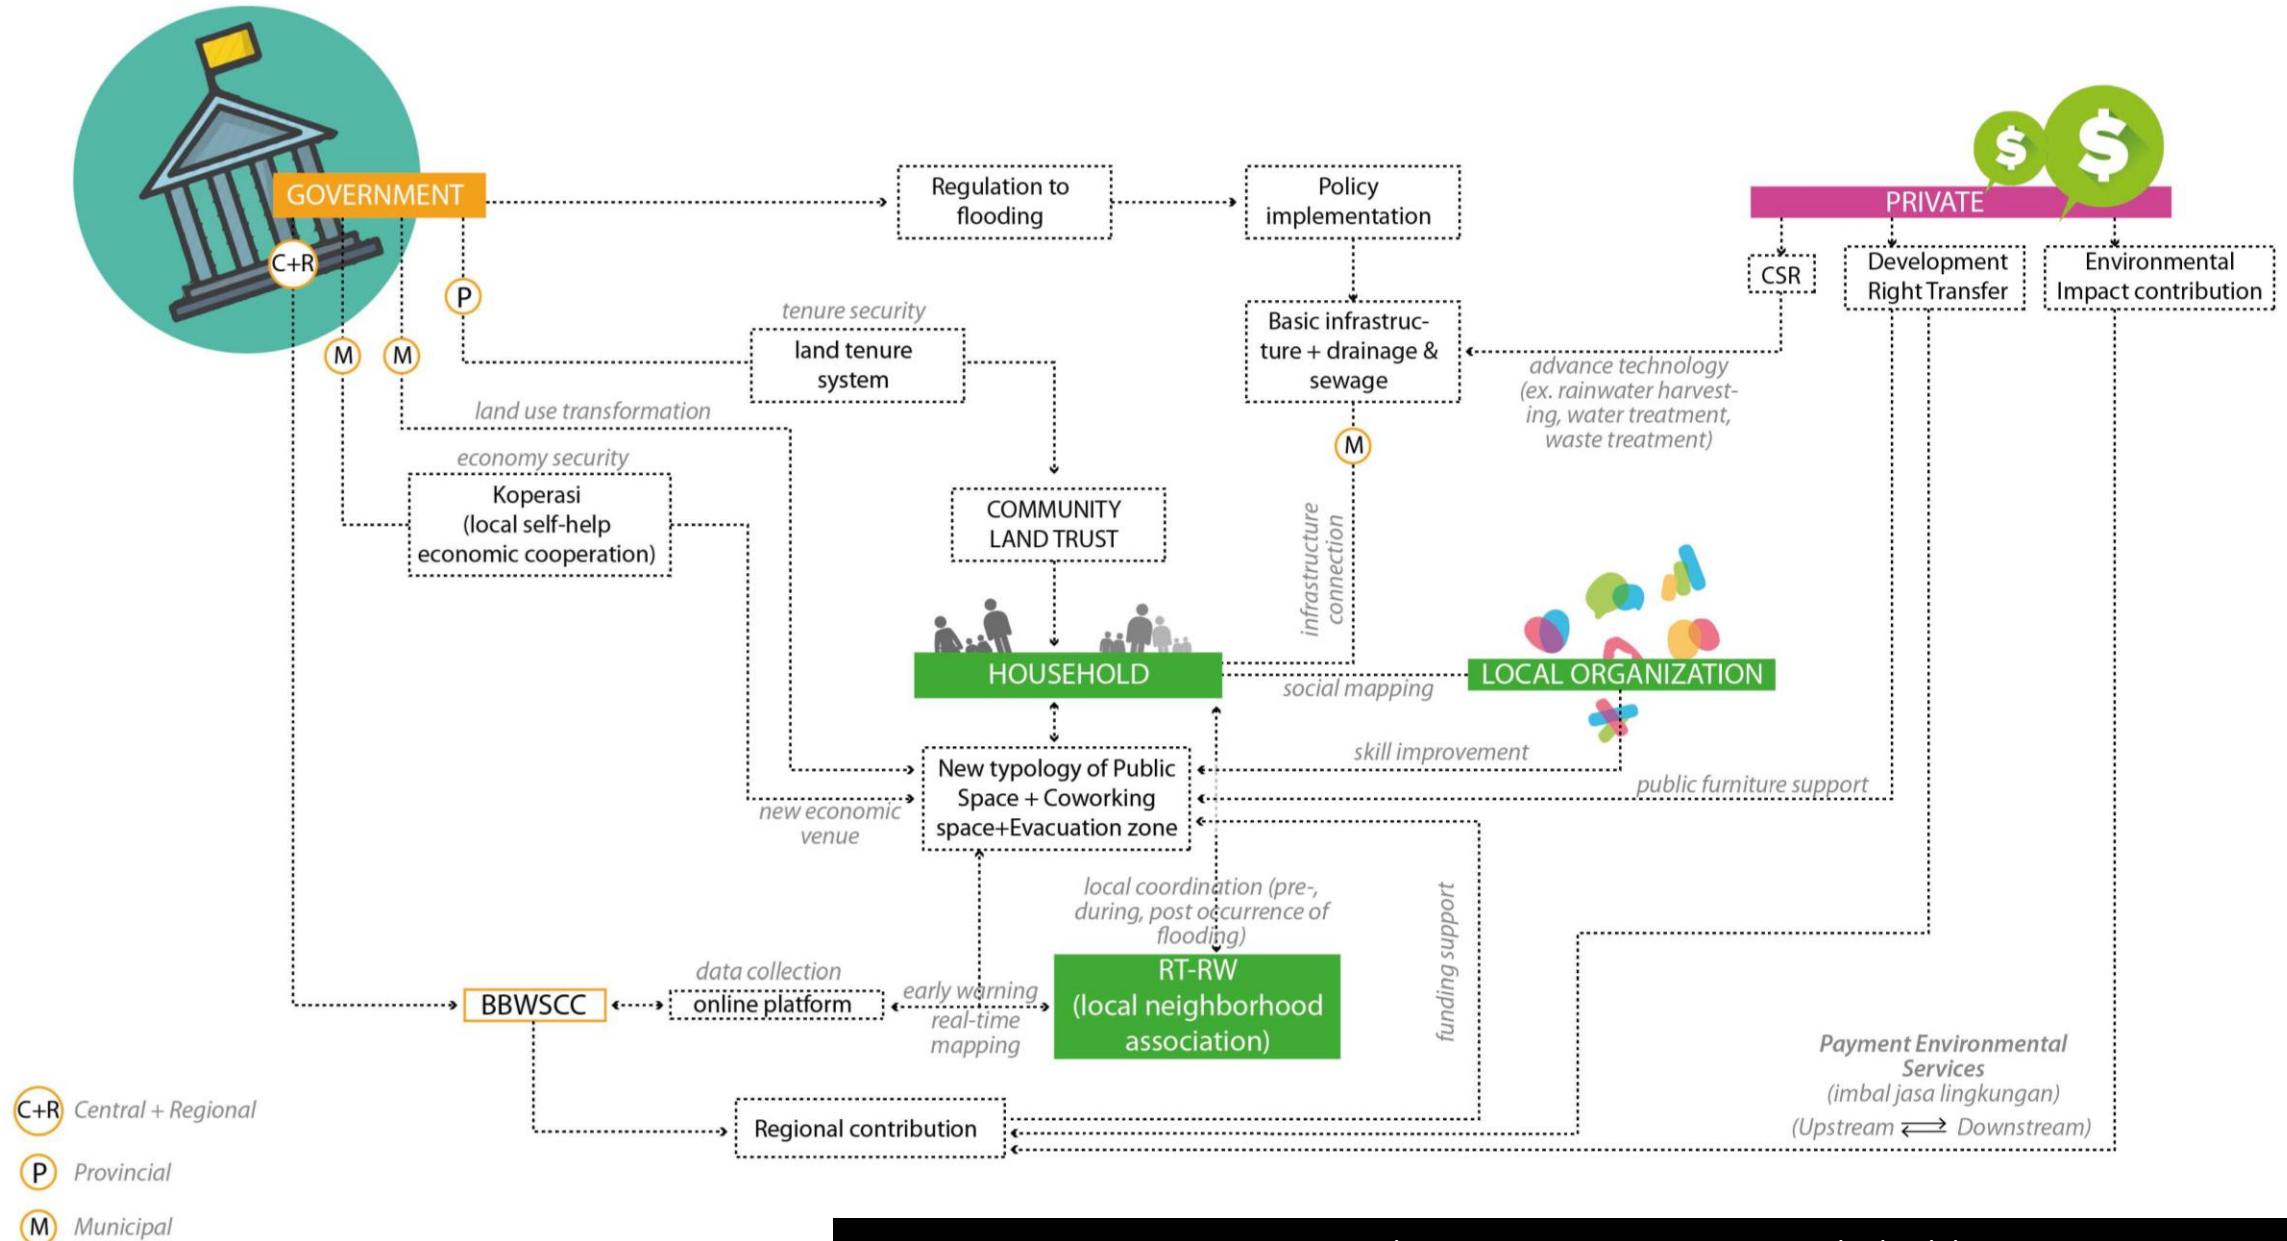 GOVERNMENT
C+R
P
M
M
Regulation to
flooding
Policy
implementation
PRIVATE
CSR
Development
Right Transfer
Environmental
Impact contribution
tenure security
land tenure
system
Basic infrastruc-
ture + drainage &
sewage
advance technology
(ex. rainwater harvest-
ing, water treatment,
waste treatment)
land use transformation
M
economy security
Koperasi
(local self-help
economic cooperation)
COMMUNITY
LAND TRUST
infrastructure
connection
HOUSEHOLD
social mapping
LOCAL ORGANIZATION
skill improvement
New typology of Public
Space + Coworking
space+Evacuation zone
public furniture support
new economic
venue
local coordination (pre-,
during, post occurrence of
flooding)
funding support
BBWSCC
data collection
online platform
early warning
real-time
mapping
RT-RW
(local neighborhood
association)
Regional contribution
Payment Environmental
Services
(imbal jasa lingkungan)
(Upstream ⇄ Downstream)
C+R Central + Regional
P Provincial
M Municipal